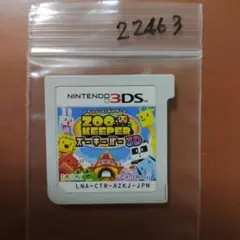 22463
NINTENDO 3DS
ZOO
KEEPER
ズーキーパー3D
LNA-CTR-AZKJ-JPN